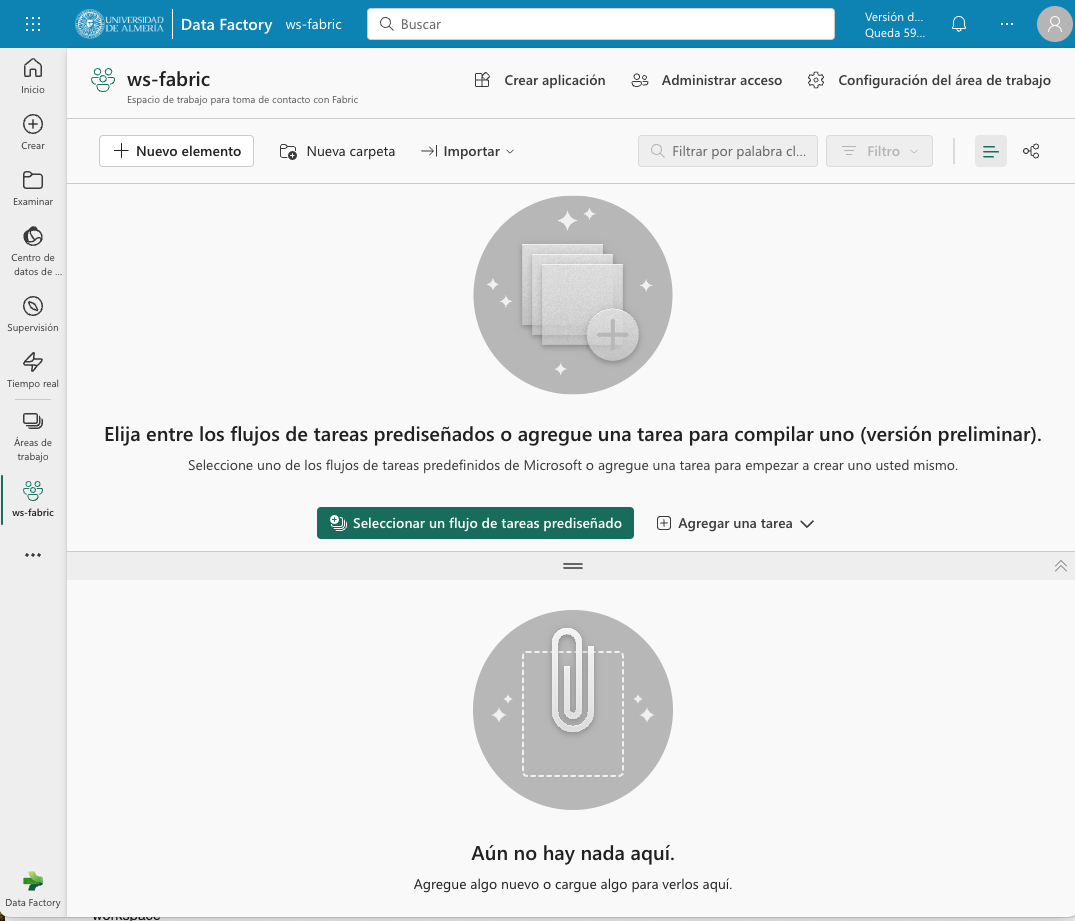 UNIVERSIDAD
DE ALMERÍA
Data Factory
ws-fabric
Buscar
Versión d...
Queda 59...
Inicio
Crear
Examinar
Centro de
datos de ...
Supervisión
Tiempo real
Áreas de
trabajo
ws-fabric
Data Factory
ws-fabric
Espacio de trabajo para toma de contacto con Fabric
Crear aplicación
Administrar acceso
Configuración del área de trabajo
Nuevo elemento
Nueva carpeta
Importar
Filtrar por palabra cl...
Filtro
Elija entre los flujos de tareas prediseñados o agregue una tarea para compilar uno (versión preliminar).
Seleccione uno de los flujos de tareas predefinidos de Microsoft o agregue una tarea para empezar a crear uno usted mismo.
Seleccionar un flujo de tareas prediseñado
Agregar una tarea
Aún no hay nada aquí.
Agregue algo nuevo o cargue algo para verlos aquí.
workspace